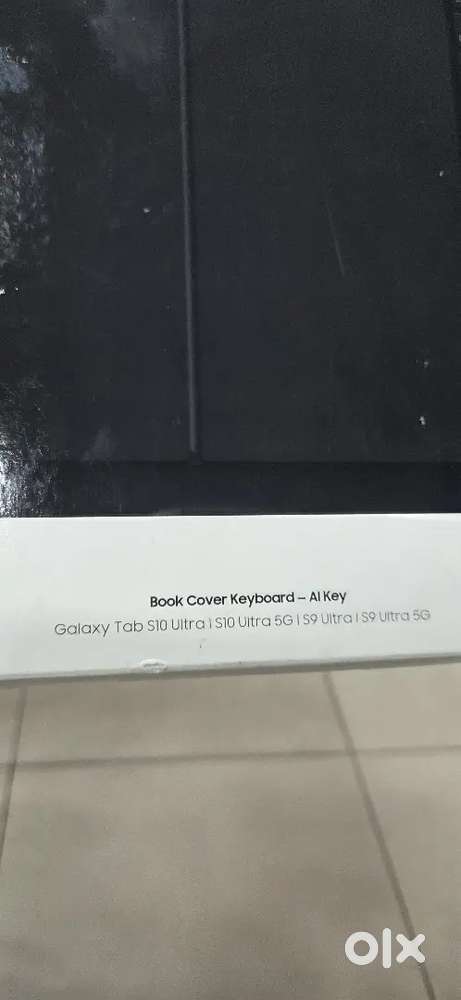 Book Cover Keyboard – AI Key
Galaxy Tab S10 Ultra | S10 Ultra 5G | S9 Ultra | S9 Ultra 5G
olx